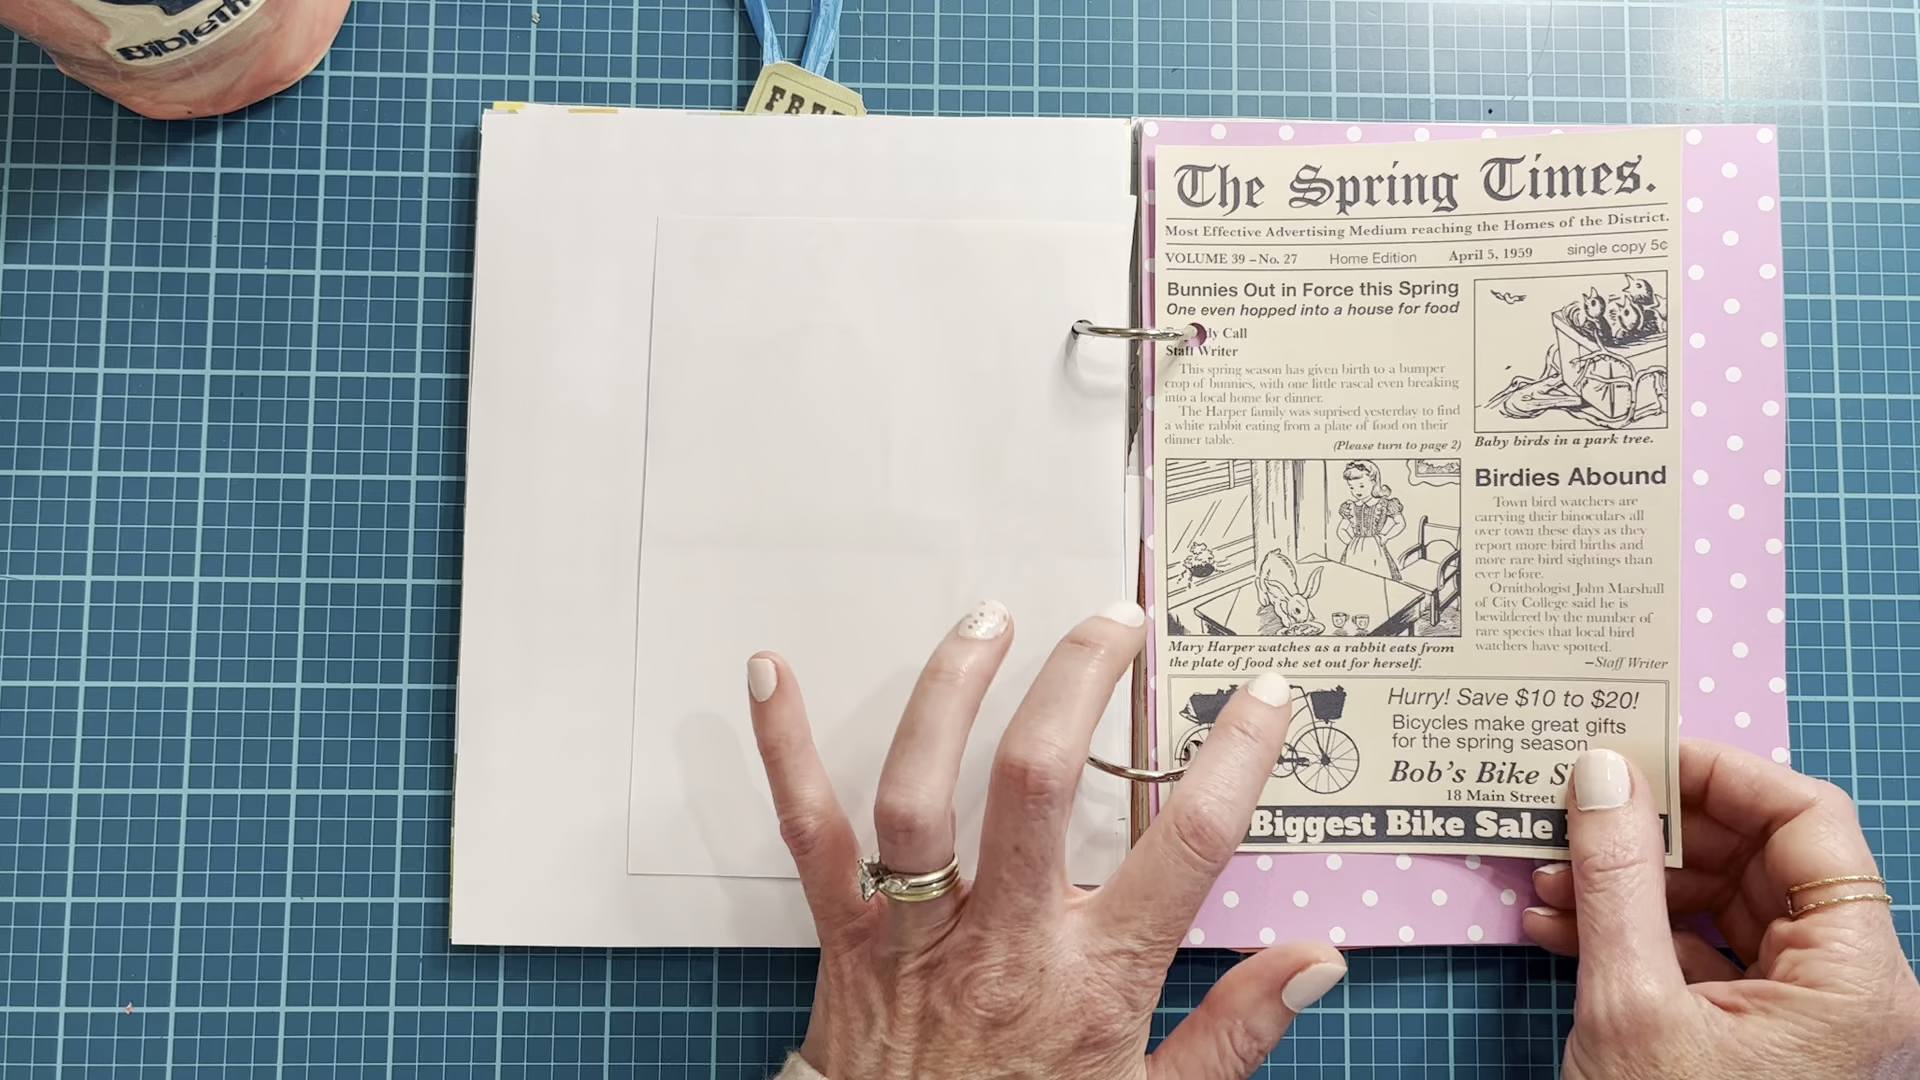 BibleTh
FREE
The Spring Times.
Most Effective Advertising Medium reaching the Homes of the District.
VOLUME 39 – No. 27 Home Edition April 5, 1959 single copy 5¢
Bunnies Out in Force this Spring
One even hopped into a house for food
ly Call
Staff Writer
This spring season has given birth to a bumper
crop of bunnies, with one little rascal even breaking
into a local home for dinner.
The Harper family was suprised yesterday to find
a white rabbit eating from a plate of food on their
dinner table.
(Please turn to page 2)
Mary Harper watches as a rabbit eats from
the plate of food she set out for herself.
Baby birds in a park tree.
Birdies Abound
Town bird watchers are
carrying their binoculars all
over town these days as they
report more bird births and
more rare bird sightings than
ever before.
Ornithologist John Marshall
of City College said he is
bewildered by the number of
rare species that local bird
watchers have spotted.
–Staff Writer
Hurry! Save $10 to $20!
Bicycles make great gifts
for the spring season
Bob's Bike S
18 Main Street
Biggest Bike Sale